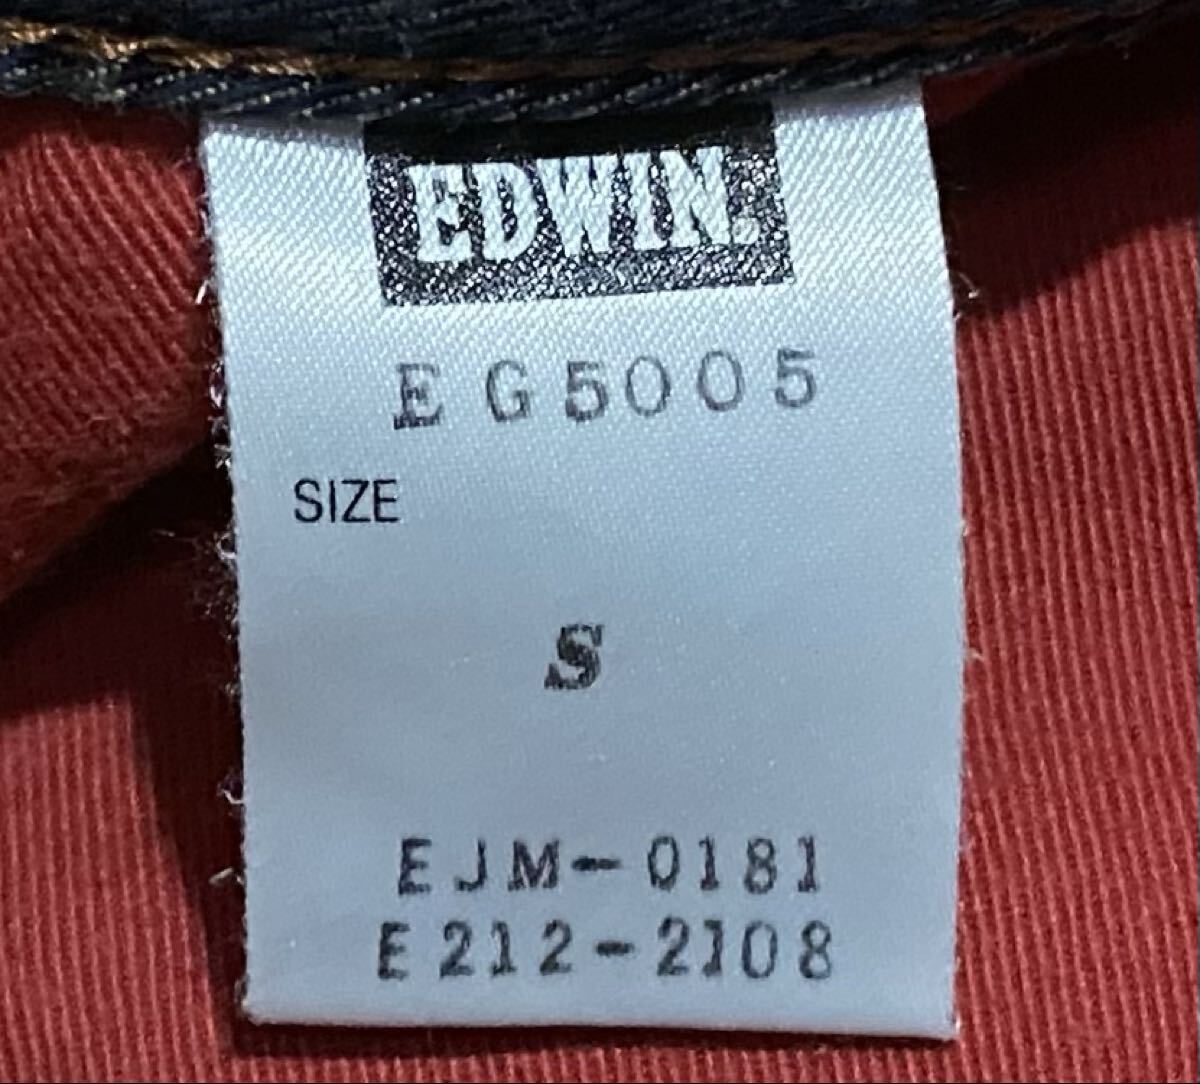 EDWIN.
EG5005
SIZE
S
EJM-0181
E212-2108